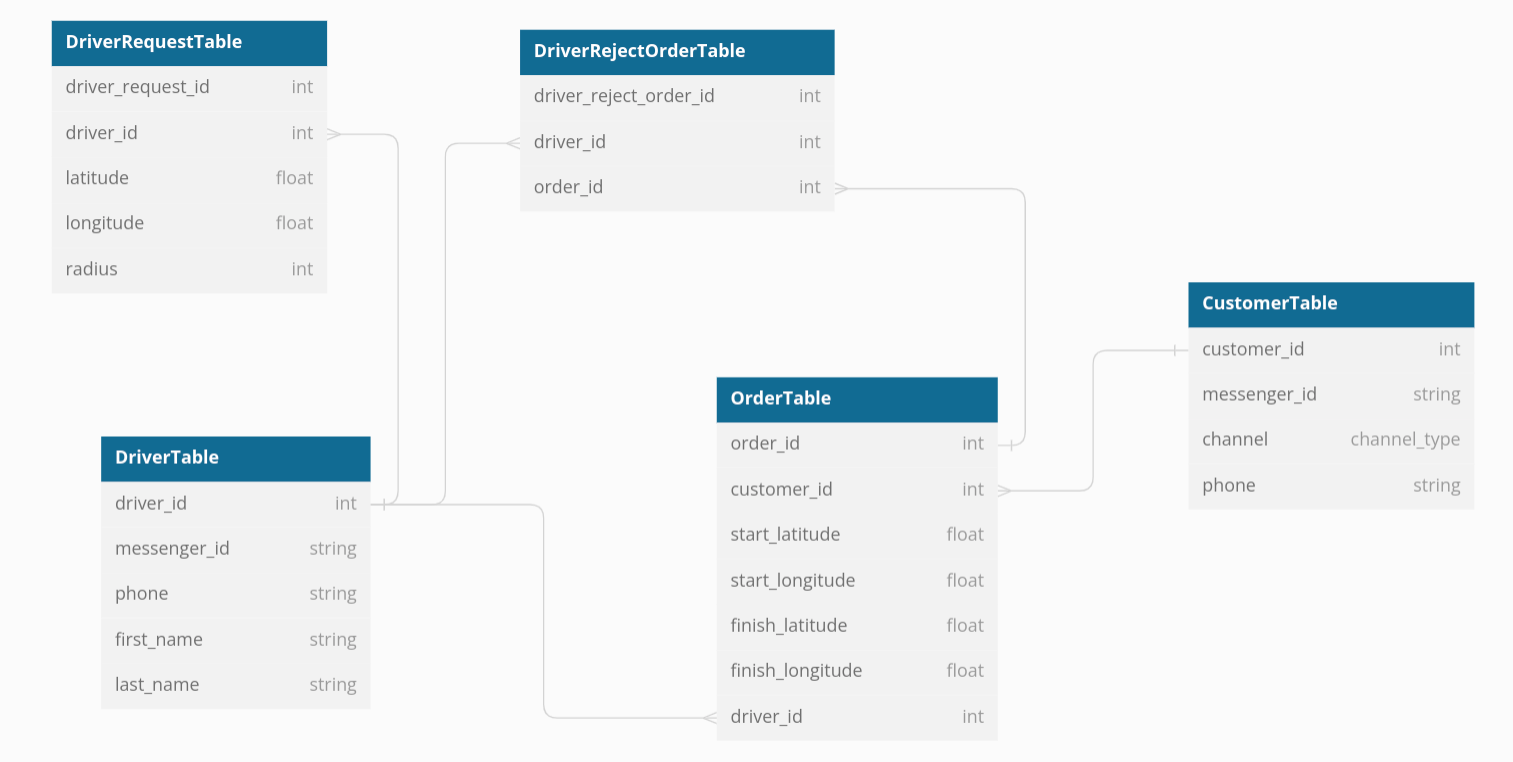 DriverRequestTable
driver_request_id int
driver_id int
latitude float
longitude float
radius int
DriverRejectOrderTable
driver_reject_order_id int
driver_id int
order_id int
CustomerTable
customer_id int
messenger_id string
channel channel_type
phone string
OrderTable
order_id int
customer_id int
start_latitude float
start_longitude float
finish_latitude float
finish_longitude float
driver_id int
DriverTable
driver_id int
messenger_id string
phone string
first_name string
last_name string